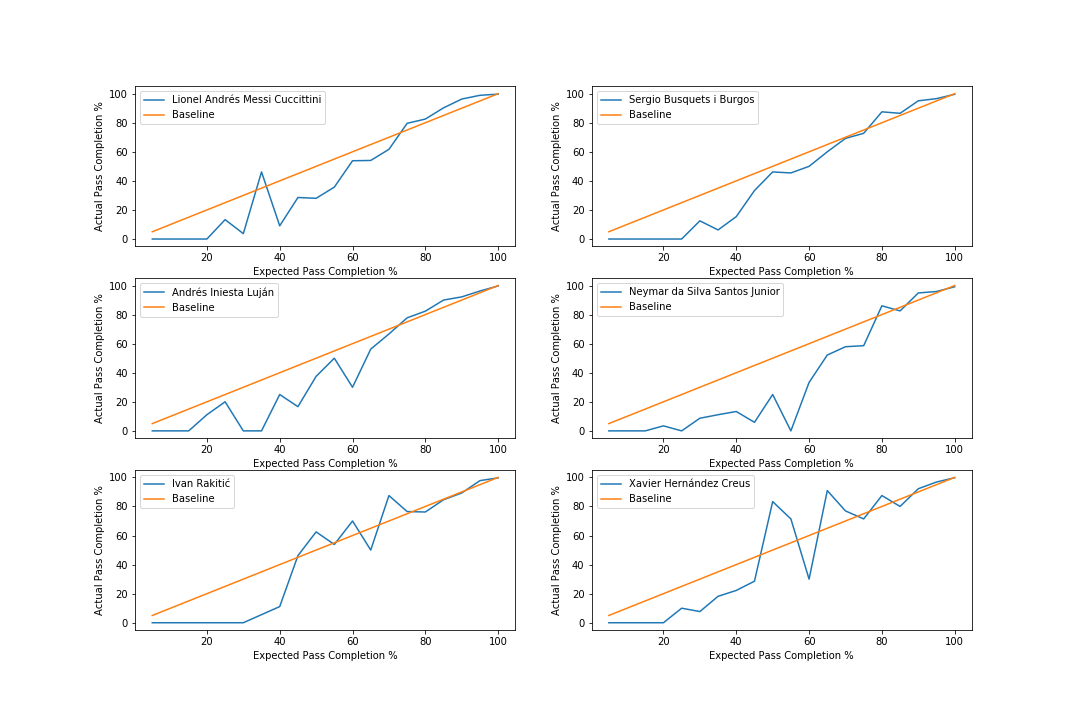 Lionel Andrés Messi Cuccittini
Baseline
Actual Pass Completion %
100
80
60
40
20
0
20 40 60 80 100
Expected Pass Completion %
Sergio Busquets i Burgos
Baseline
Actual Pass Completion %
100
80
60
40
20
0
20 40 60 80 100
Expected Pass Completion %
Andrés Iniesta Luján
Baseline
Actual Pass Completion %
100
80
60
40
20
0
20 40 60 80 100
Expected Pass Completion %
Neymar da Silva Santos Junior
Baseline
Actual Pass Completion %
100
80
60
40
20
0
20 40 60 80 100
Expected Pass Completion %
Ivan Rakitić
Baseline
Actual Pass Completion %
100
80
60
40
20
0
20 40 60 80 100
Expected Pass Completion %
Xavier Hernández Creus
Baseline
Actual Pass Completion %
100
80
60
40
20
0
20 40 60 80 100
Expected Pass Completion %